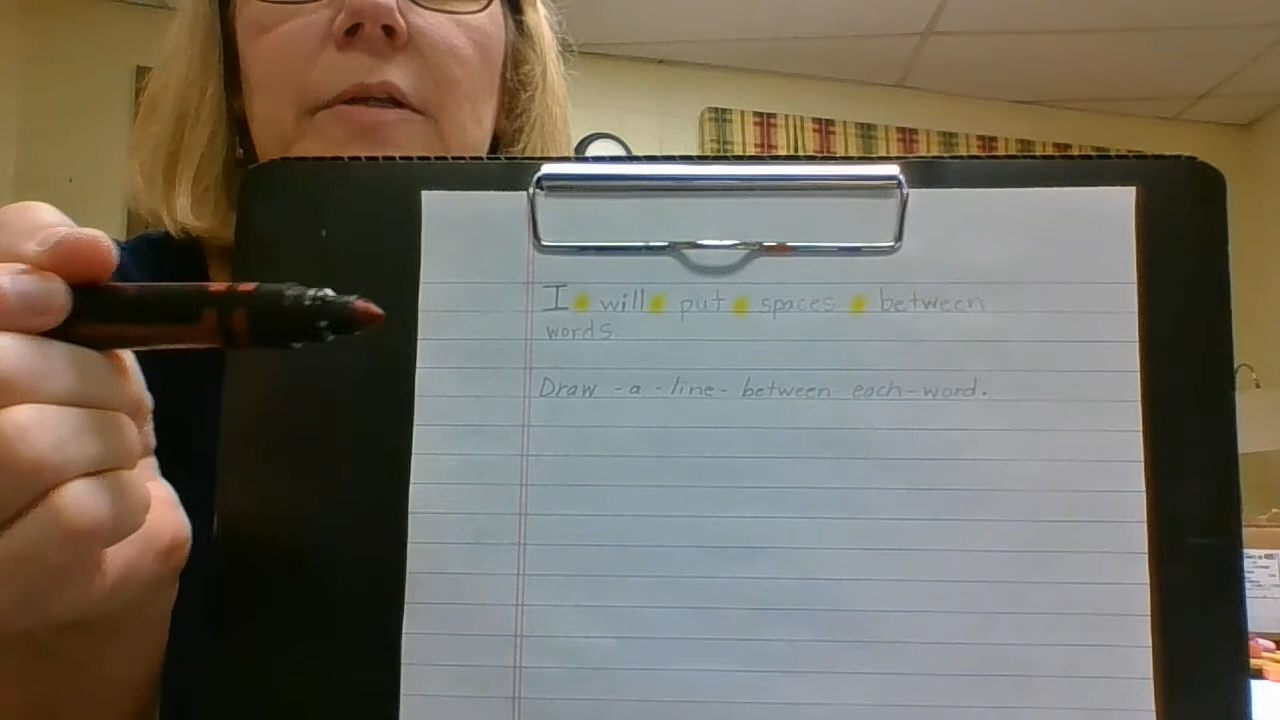 I will put spaces between
words.
Draw - a - line - between - each - word.